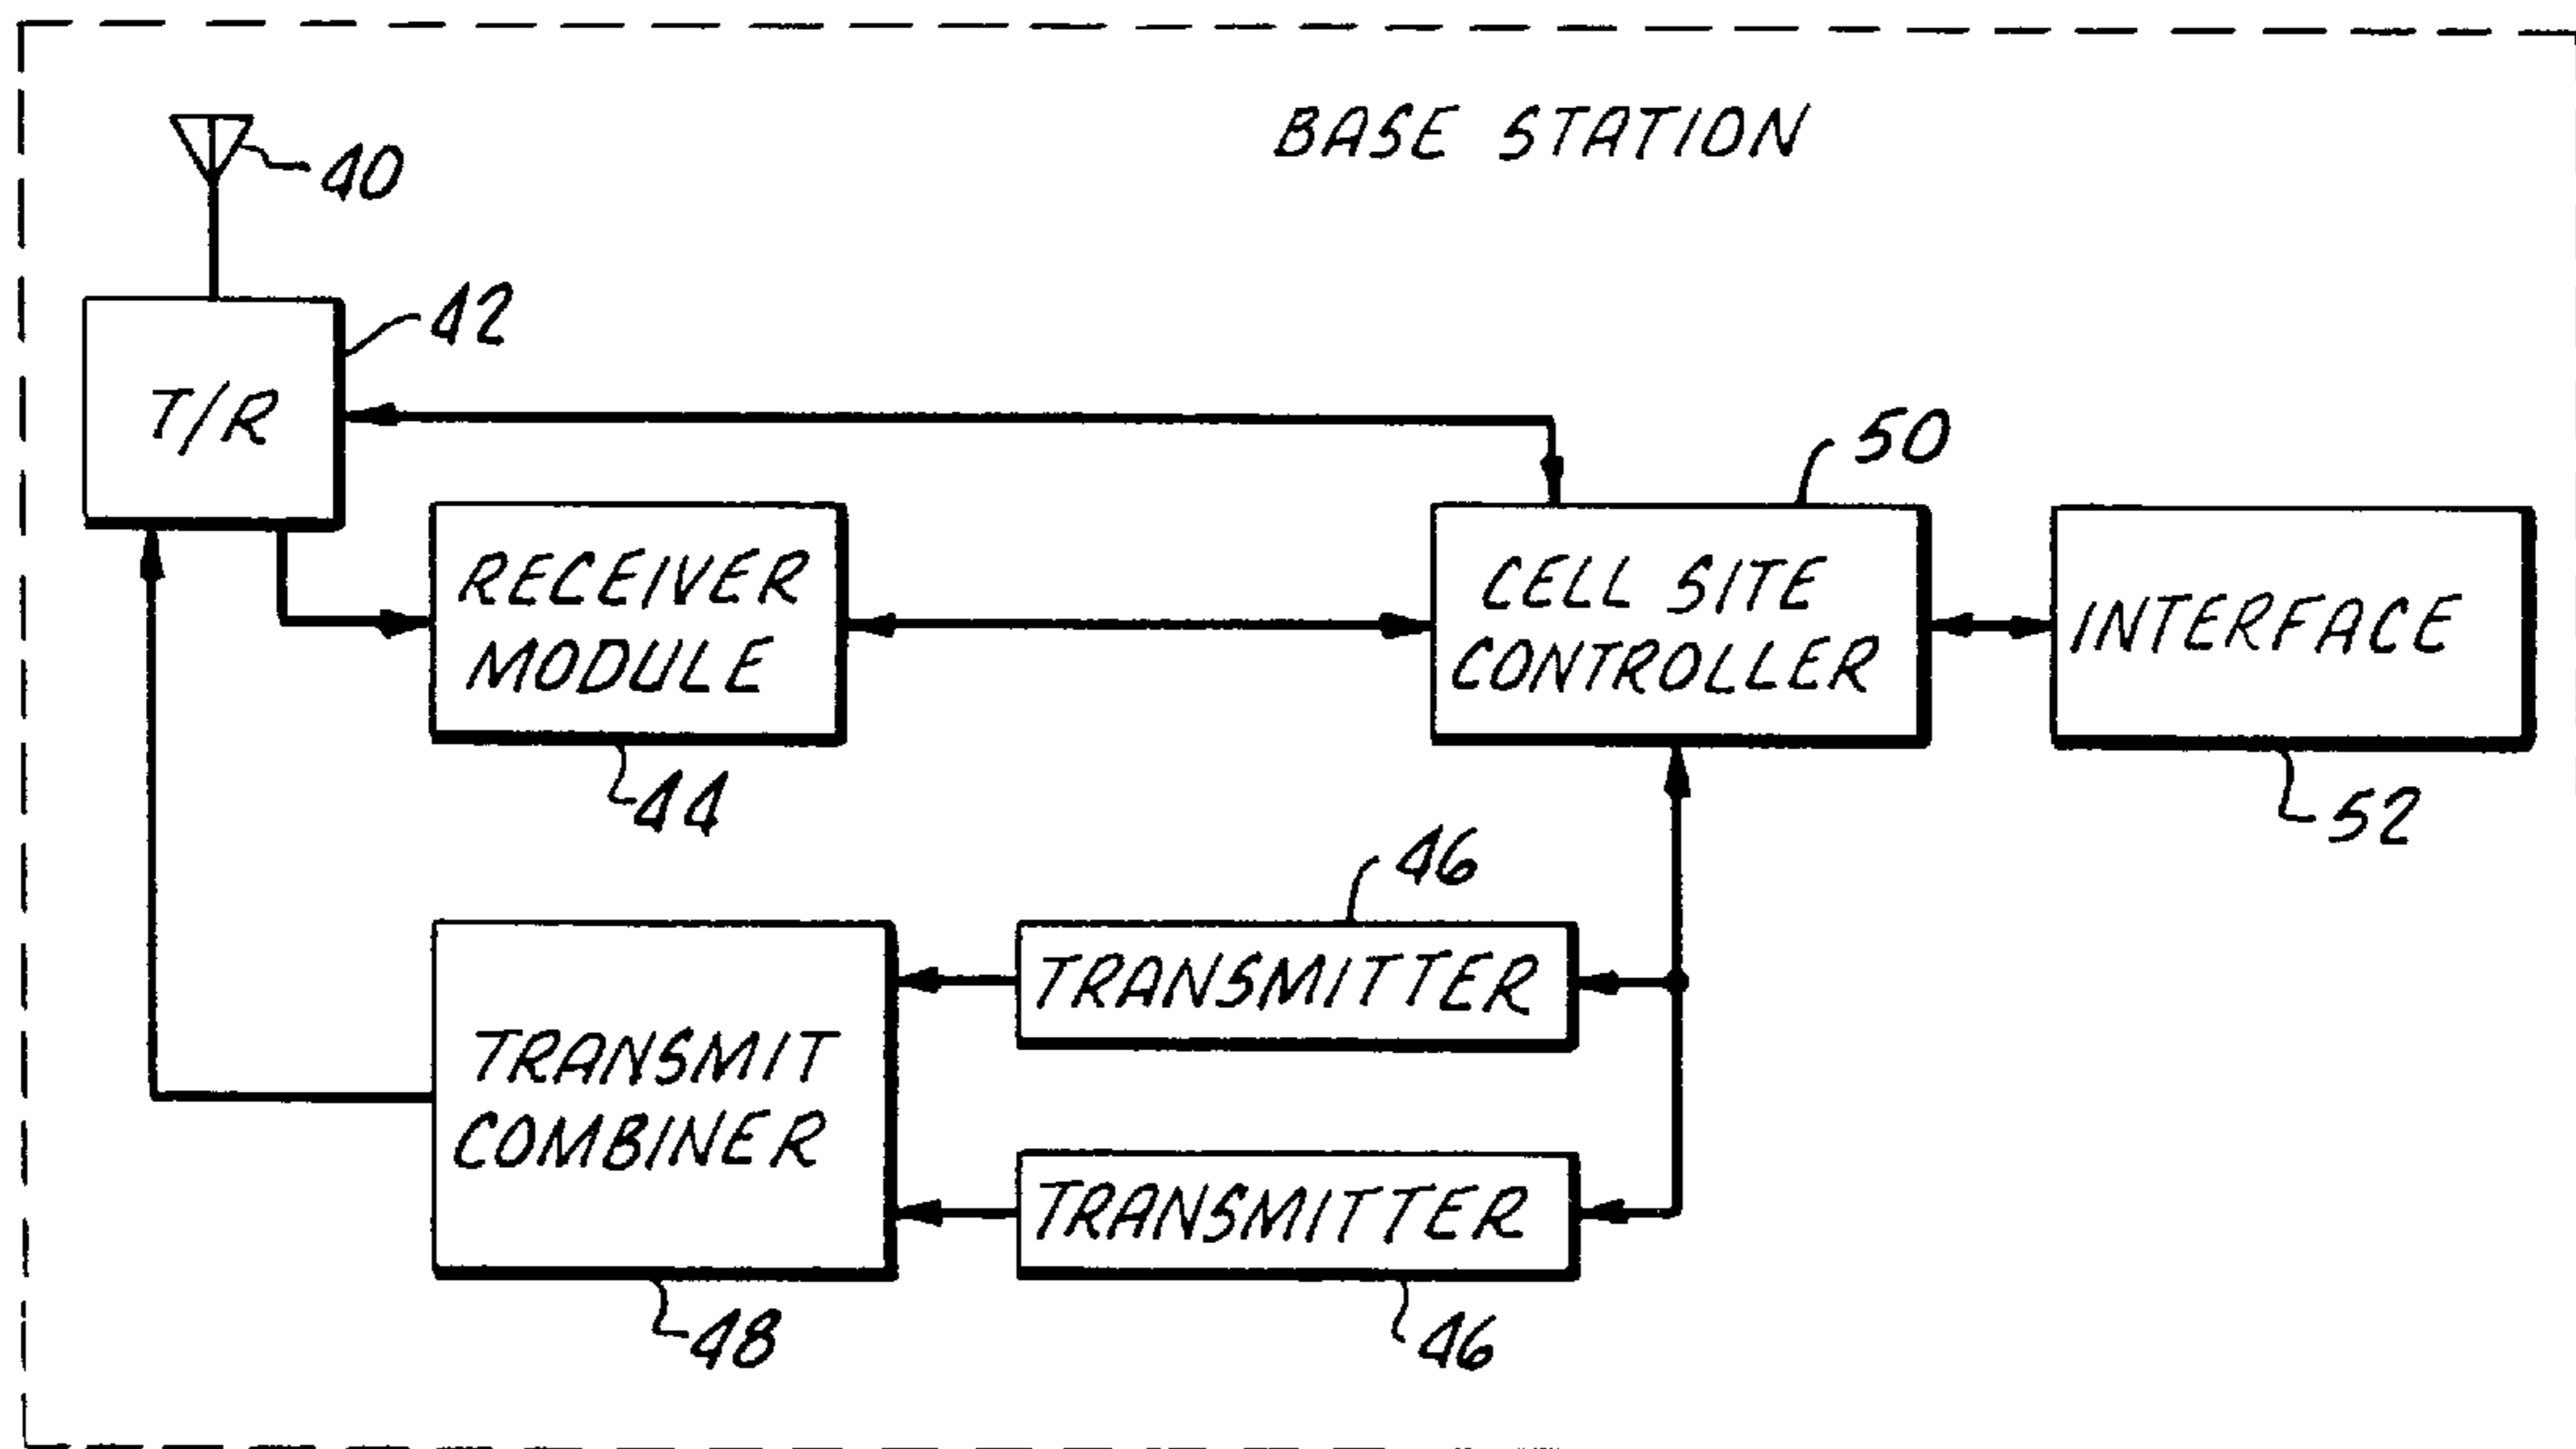 BASE STATION
40
42
T/R
50
RECEIVER
MODULE
CELL SITE
CONTROLLER
INTERFACE
44
52
46
TRANSMITTER
TRANSMIT
COMBINER
TRANSMITTER
48
46